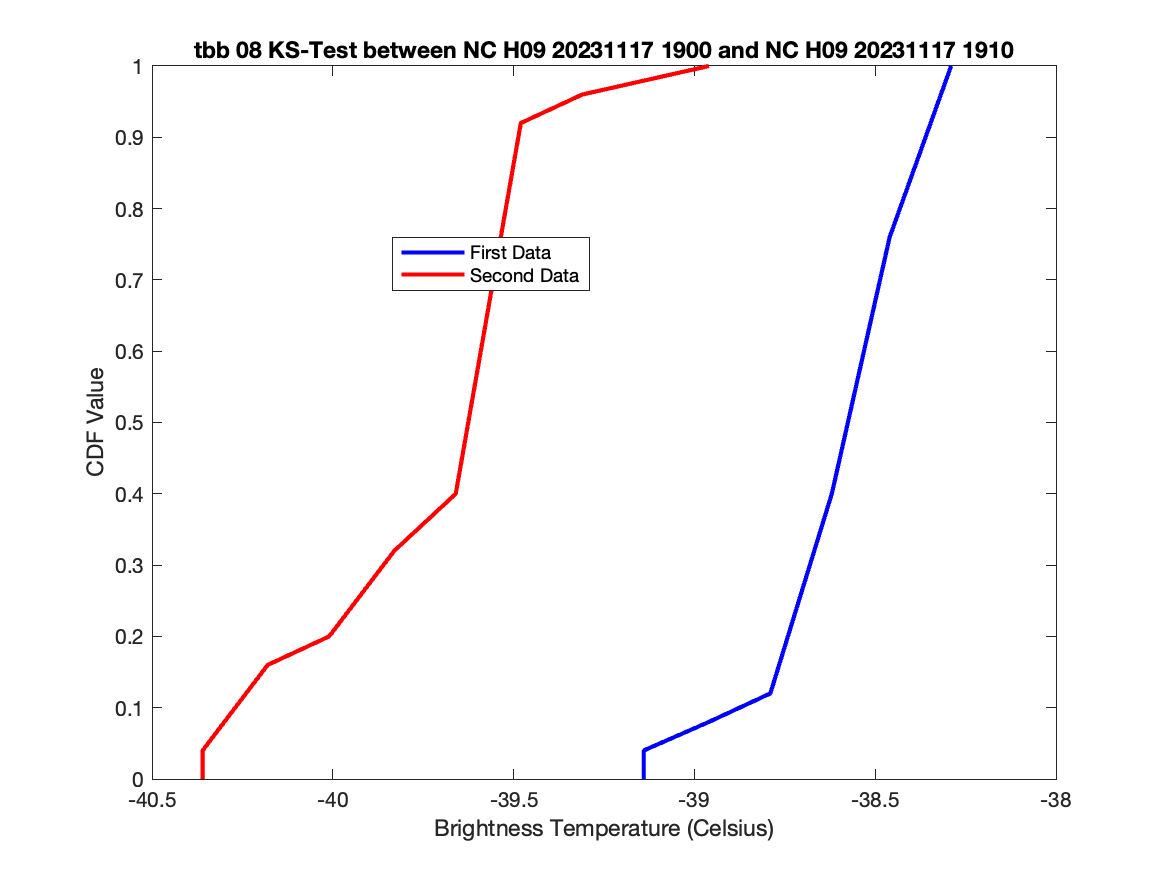 tbb 08 KS-Test between NC H09 20231117 1900 and NC H09 20231117 1910
1
0.9
0.8
0.7
0.6
0.5
0.4
0.3
0.2
0.1
0
CDF Value
First Data
Second Data
-40.5 -40 -39.5 -39 -38.5 -38
Brightness Temperature (Celsius)